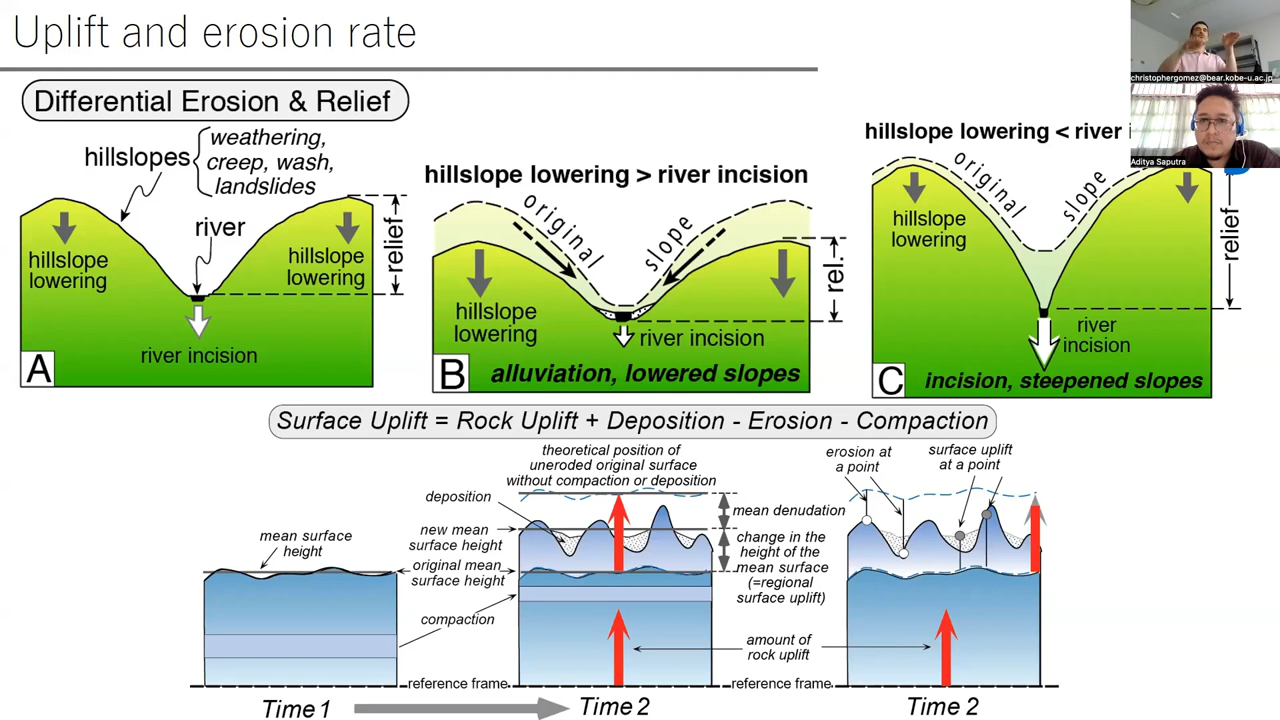 Uplift and erosion rate
christophergomez@bear.kobe-u.ac.jp
Aditya Saputra
Differential Erosion & Relief
hillslopes
weathering,
creep, wash,
landslides
river
hillslope
lowering
hillslope
lowering
relief
river incision
A
hillslope lowering > river incision
original
slope
hillslope
lowering
rel.
river incision
B
alluviation, lowered slopes
hillslope lowering < river
original
slope
hillslope
lowering
relief
river
incision
C
incision, steepened slopes
Surface Uplift = Rock Uplift + Deposition - Erosion - Compaction
mean surface
height
theoretical position of
uneroded original surface
without compaction or deposition
deposition
new mean
surface height
original mean
surface height
compaction
mean denudation
change in the
height of the
mean surface
(=regional
surface uplift)
amount of
rock uplift
erosion at
a point
surface uplift
at a point
reference frame
reference frame
Time 1
Time 2
Time 2